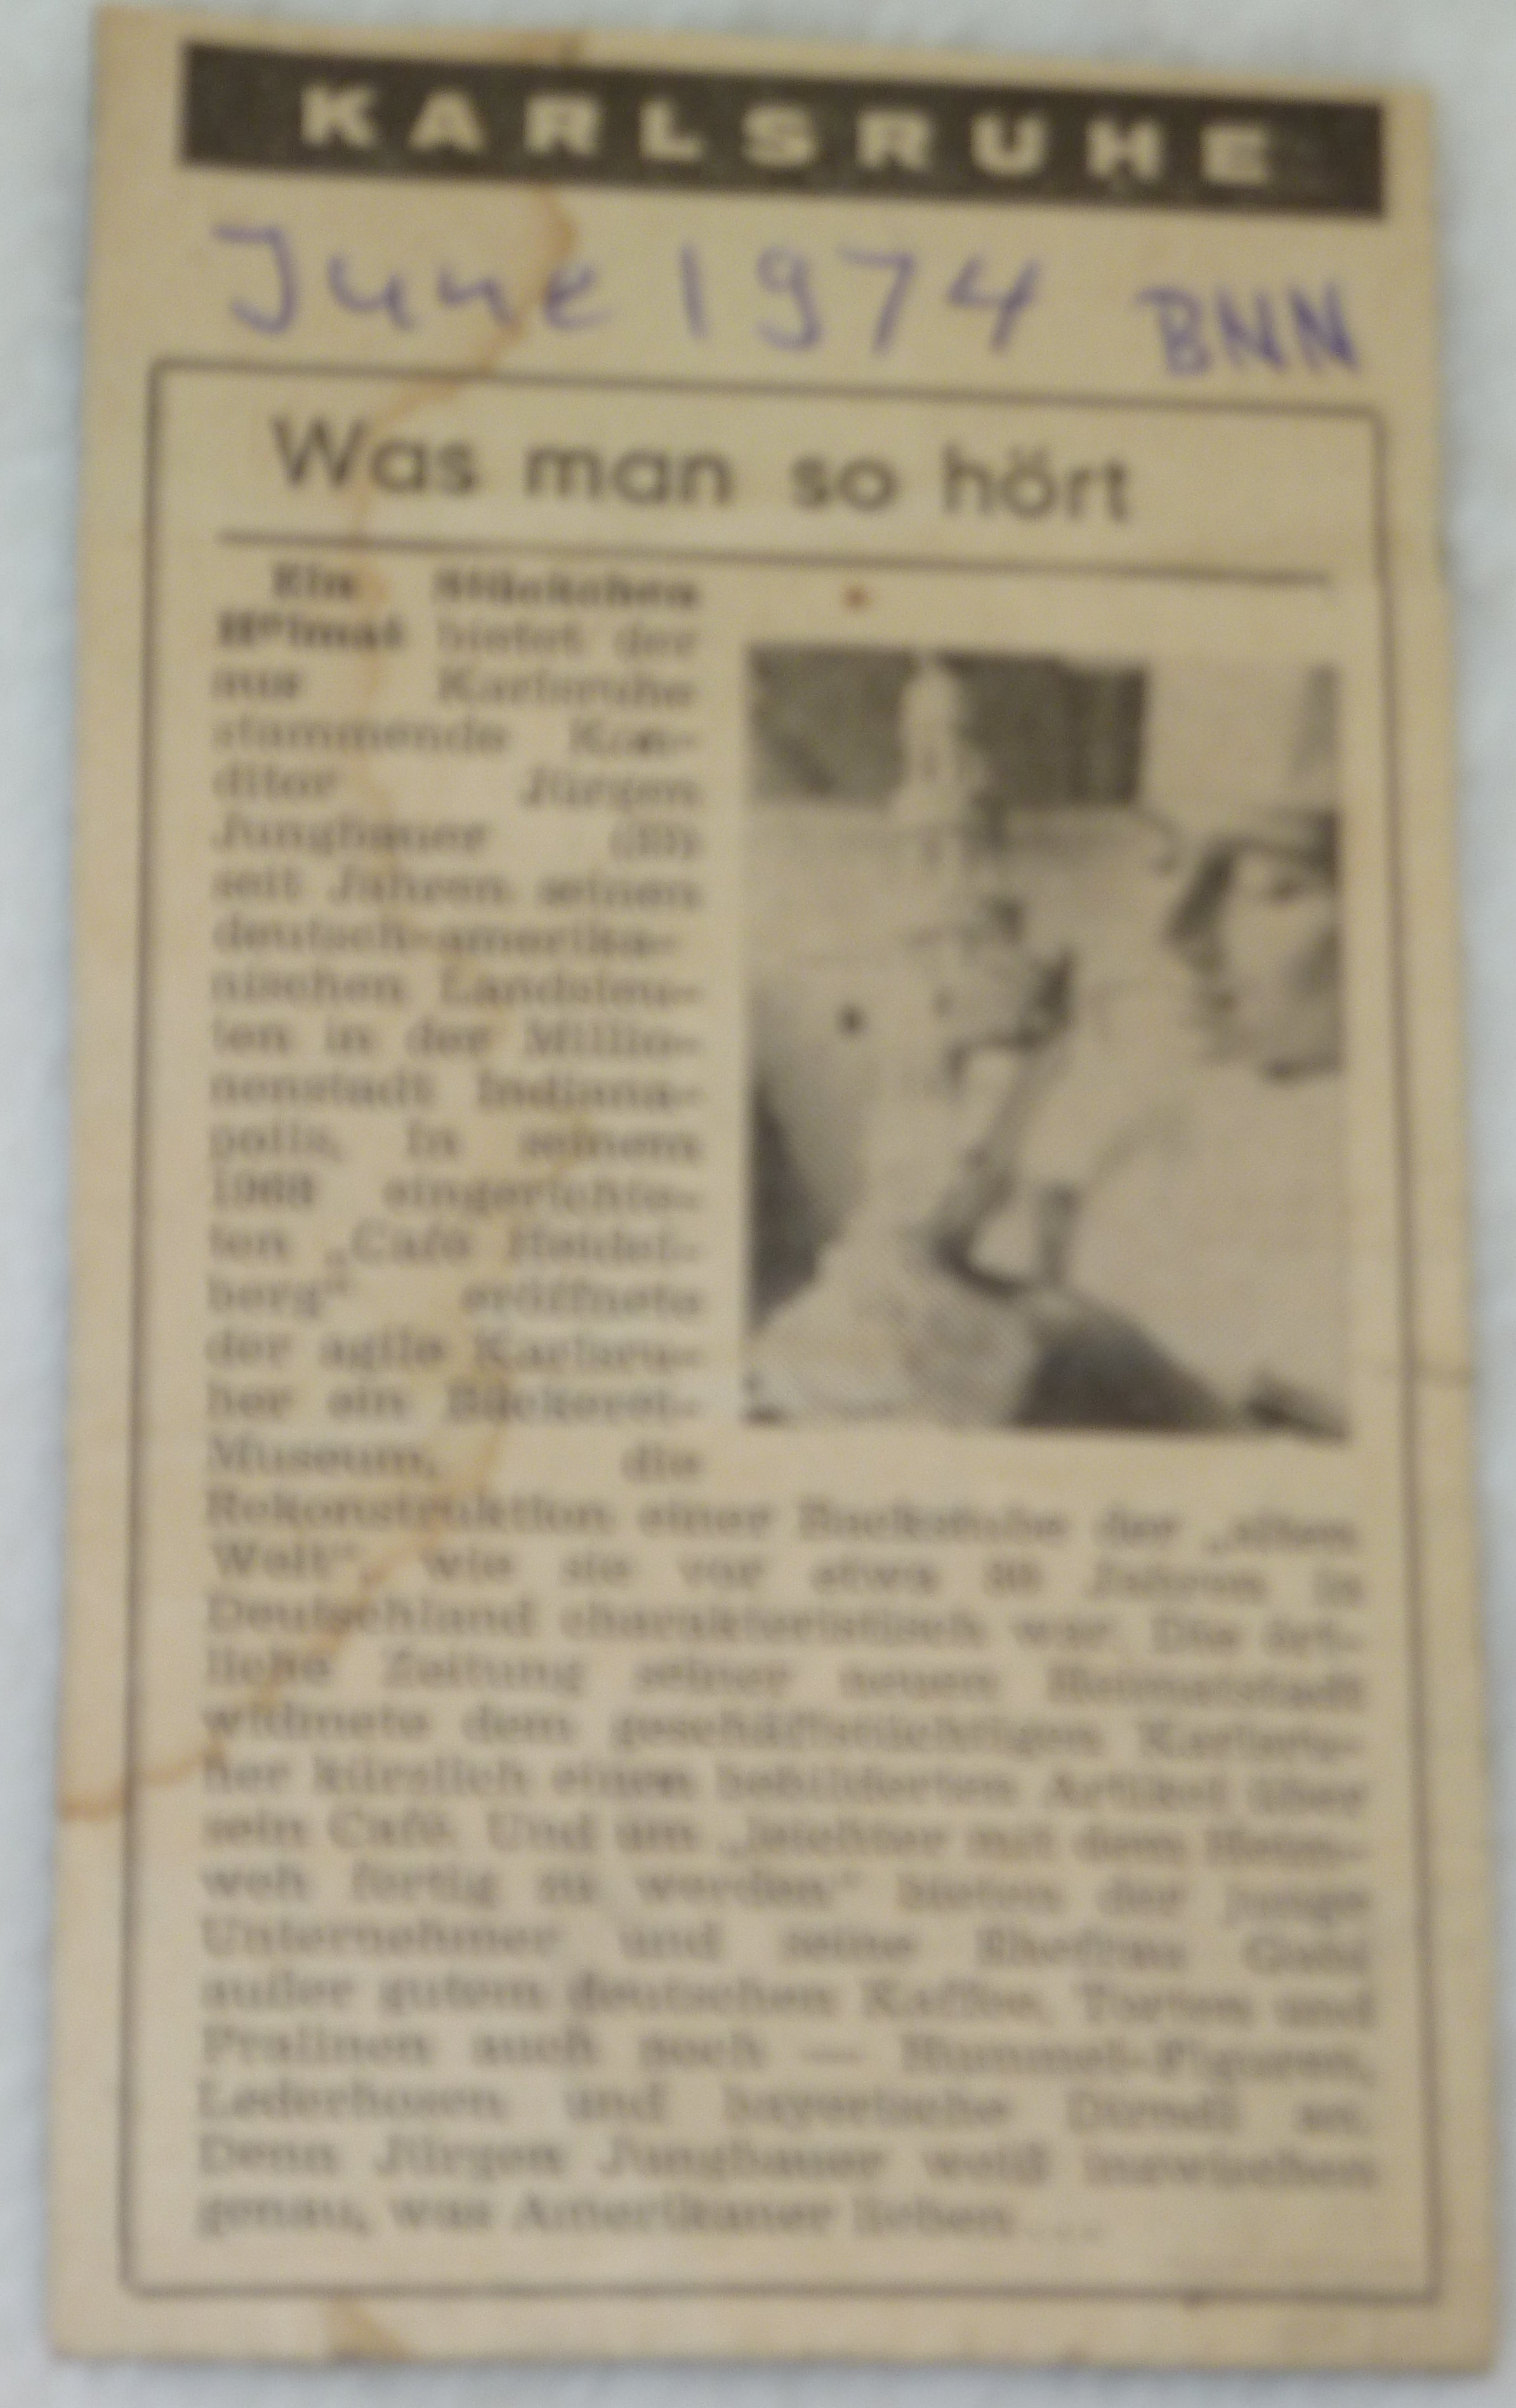 KARLSRUHE
June 1974 BNN
Was man so hört
Ein Stückchen
Heimat bietet der
aus Karlsruhe
stammende Kon-
ditor Jürgen
Jungbauer
seit Jahren seinen
deutsch-amerika-
nischen Landsleu-
ten in der Millio-
nenstadt Indiana-
polis. In seinem
1968 eingerichte-
ten „Café Heidel-
berg" eröffnete
der agile Karlsru-
her ein Bäckerei-
Museum, die
Rekonstruktion einer Backstube der „alten
Welt", wie sie vor etwa Jahren in
Deutschland charakteristisch war. Die ört-
liche Zeitung seiner neuen Heimatstadt
widmete dem geschäftstüchtigen Karlsru-
her kürzlich einen bebilderten Artikel über
sein Café. Und um „leichter mit dem Heim-
weh fertig zu werden" bieten der junge
Unternehmer und seine Ehefrau Gabi
außer gutem deutschen Kaffee, Torten und
Pralinen auch noch — Hummel-Figuren,
Lederhosen und bayerische Dirndl an.
Denn Jürgen Jungbauer weiß inzwischen
genau, was Amerikaner lieben ...